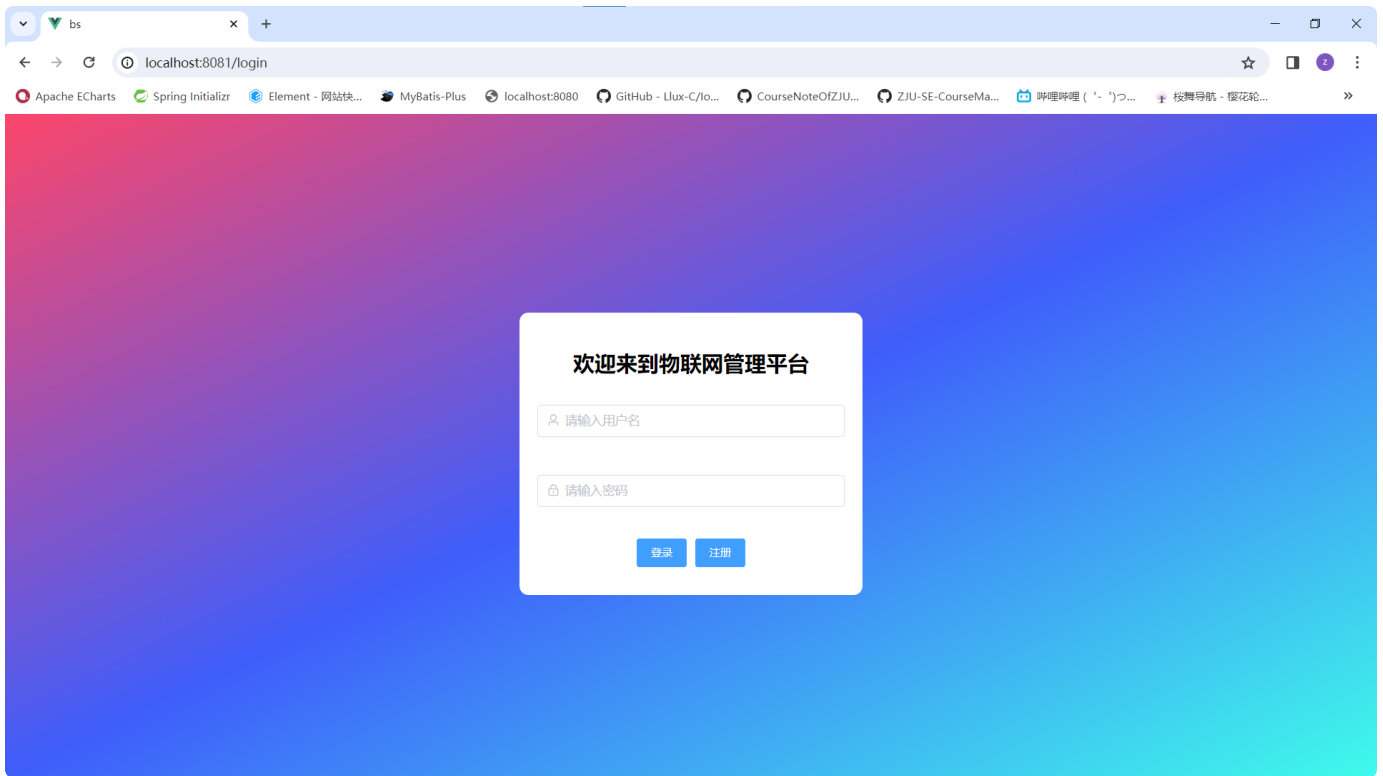 bs
localhost:8081/login
Apache ECharts Spring Initializr Element - 网站快... MyBatis-Plus localhost:8080 GitHub - Llux-C/Io... CourseNoteOfZJU... ZJU-SE-CourseMa... 哔哩哔哩 ( ゜- ゜)つ... 桜舞导航 - 樱花轮...
欢迎来到物联网管理平台
请输入用户名
请输入密码
登录 注册